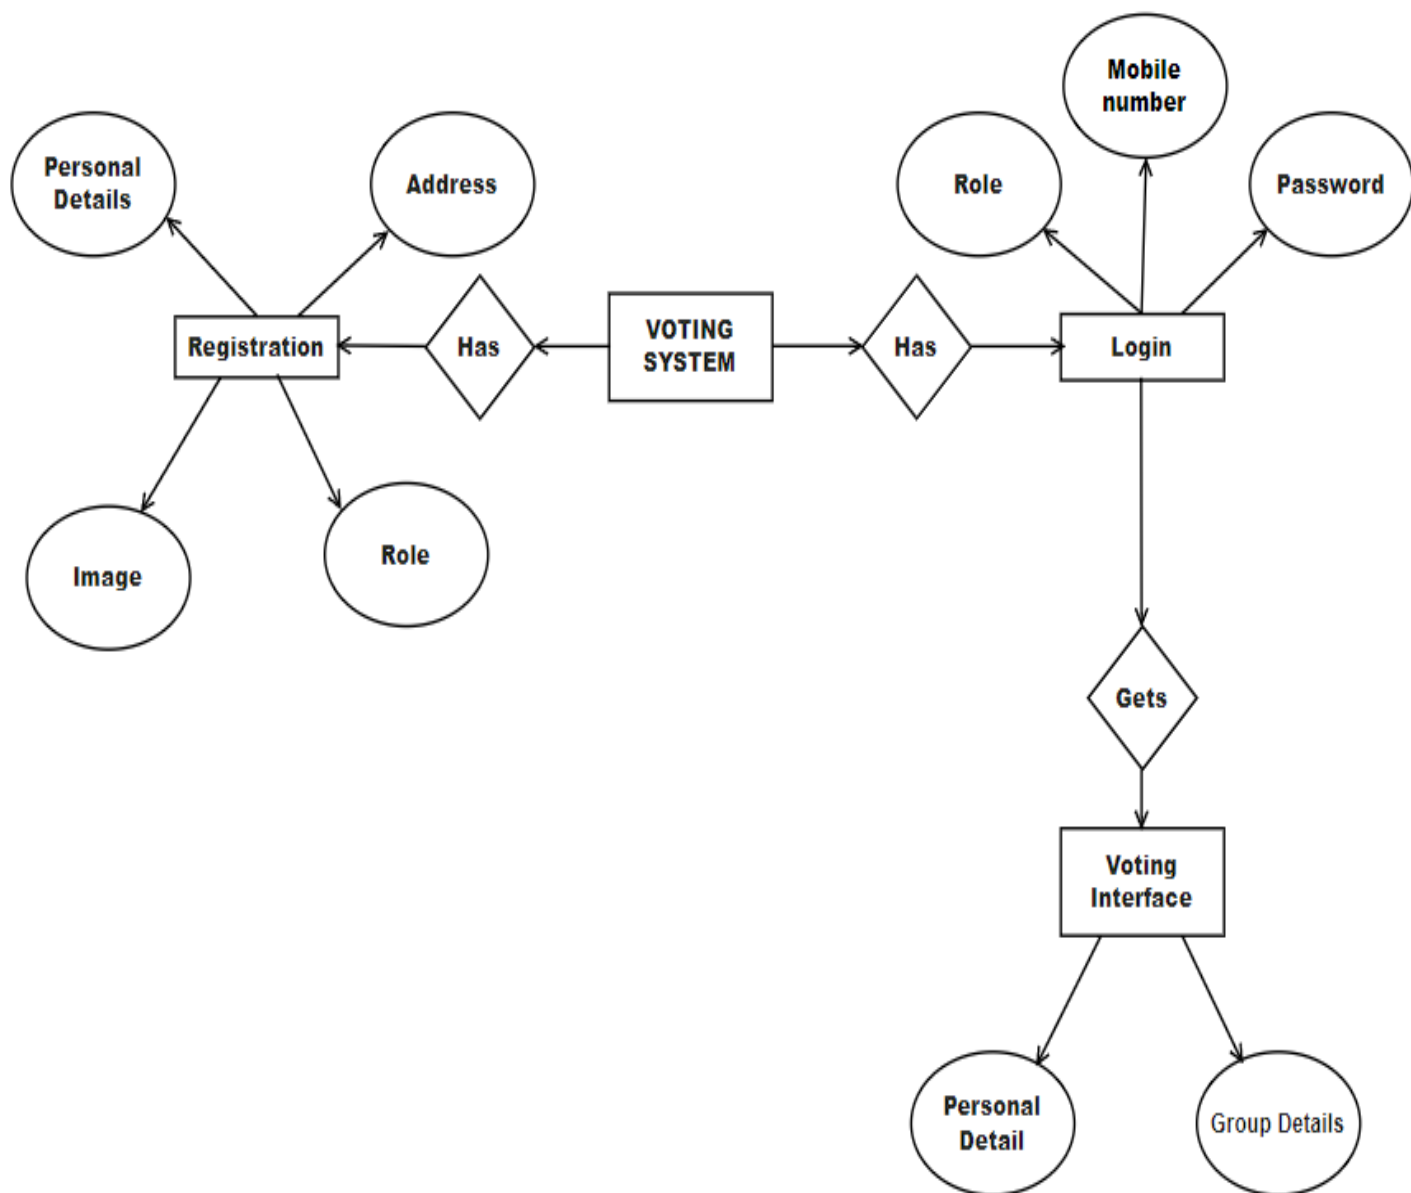 Mobile
number
Personal
Details
Address
Role
Password
Registration
Has
VOTING
SYSTEM
Has
Login
Image
Role
Gets
Voting
Interface
Personal
Detail
Group Details